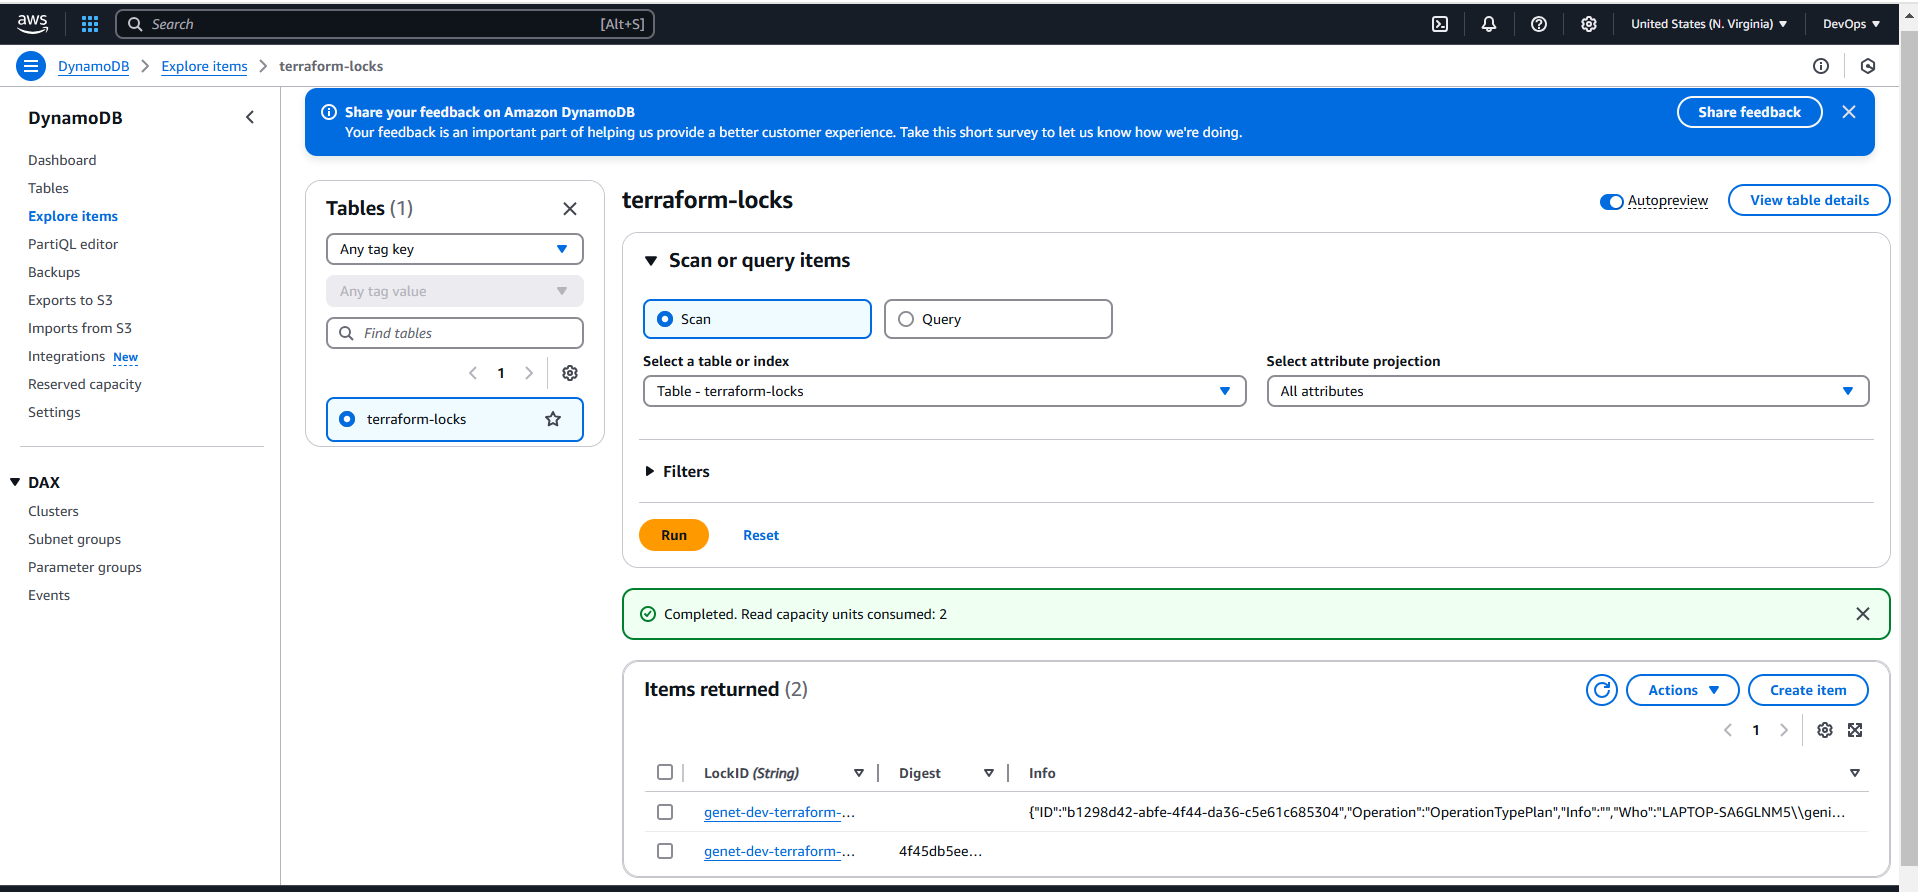 aws
Search [Alt+S]
United States (N. Virginia)
DevOps
DynamoDB
Explore items
terraform-locks
DynamoDB
Dashboard
Tables
Explore items
PartiQL editor
Backups
Exports to S3
Imports from S3
Integrations New
Reserved capacity
Settings
DAX
Clusters
Subnet groups
Parameter groups
Events
Share your feedback on Amazon DynamoDB
Your feedback is an important part of helping us provide a better customer experience. Take this short survey to let us know how we're doing.
Share feedback
Tables (1)
Any tag key
Any tag value
Find tables
1
terraform-locks
terraform-locks
Autopreview
View table details
Scan or query items
Scan
Query
Select a table or index
Table - terraform-locks
Select attribute projection
All attributes
Filters
Run
Reset
Completed. Read capacity units consumed: 2
Items returned (2)
Actions
Create item
1
LockID (String) Digest Info
genet-dev-terraform-... {"ID":"b1298d42-abfe-4f44-da36-c5e61c685304","Operation":"OperationTypePlan","Info":"","Who":"LAPTOP-SA6GLNM5\\geni...
genet-dev-terraform-... 4f45db5ee...